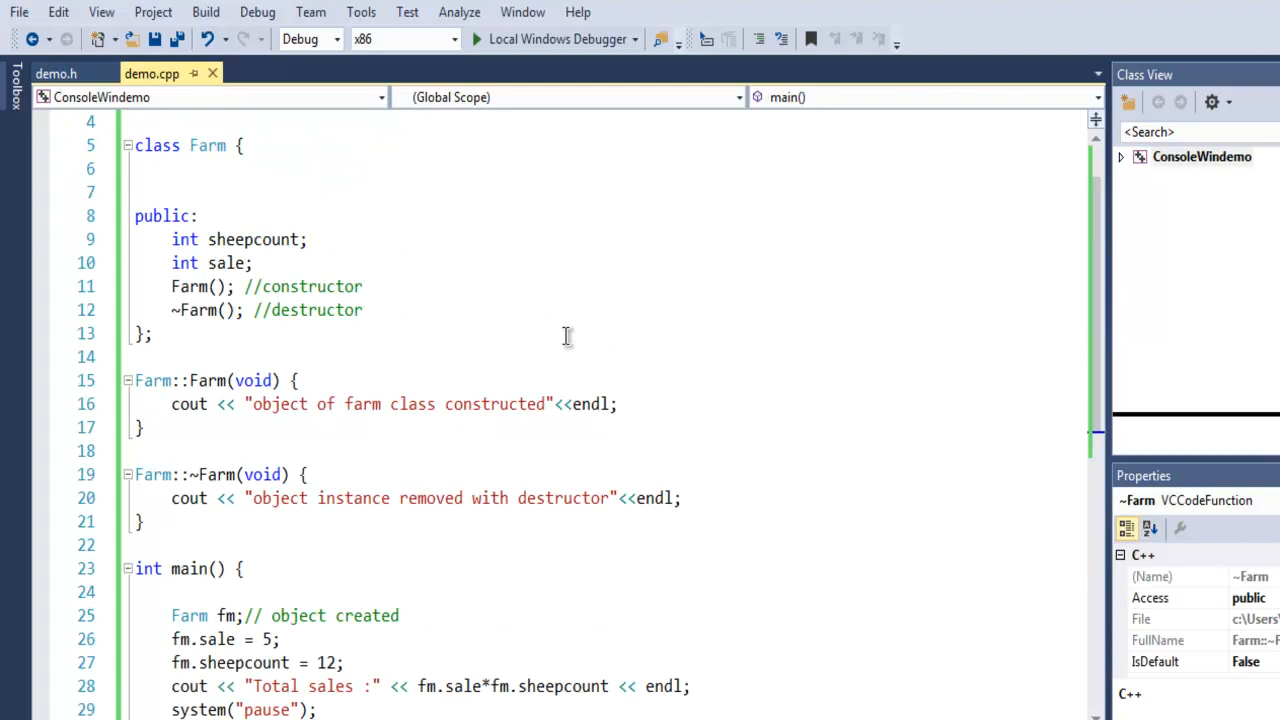 File Edit View Project Build Debug Team Tools Test Analyze Window Help
Debug x86 Local Windows Debugger
Toolbox
demo.h demo.cpp
ConsoleWindemo (Global Scope) main()
4
5 class Farm {
6
7
8 public:
9 int sheepcount;
10 int sale;
11 Farm(); //constructor
12 ~Farm(); //destructor
13 };
14
15 Farm::Farm(void) {
16 cout << "object of farm class constructed"<<endl;
17 }
18
19 Farm::~Farm(void) {
20 cout << "object instance removed with destructor"<<endl;
21 }
22
23 int main() {
24
25 Farm fm;// object created
26 fm.sale = 5;
27 fm.sheepcount = 12;
28 cout << "Total sales :" << fm.sale*fm.sheepcount << endl;
29 system("pause");
Class View
<Search>
ConsoleWindemo
Properties
~Farm VCCodeFunction
C++
(Name) ~Farm
Access public
File c:\Users\
FullName Farm::~F
IsDefault False
C++